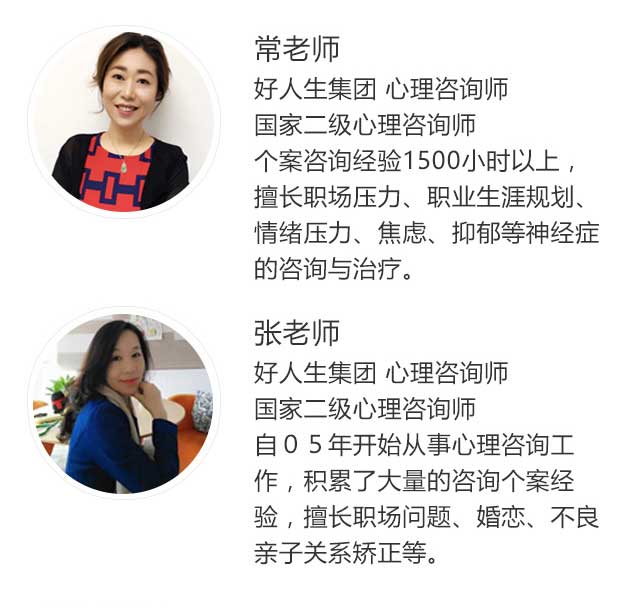 常老师
好人生集团 心理咨询师
国家二级心理咨询师
个案咨询经验1500小时以上，
擅长职场压力、职业生涯规划、
情绪压力、焦虑、抑郁等神经症
的咨询与治疗。
张老师
好人生集团 心理咨询师
国家二级心理咨询师
自０５年开始从事心理咨询工
作，积累了大量的咨询个案经
验，擅长职场问题、婚恋、不良
亲子关系矫正等。